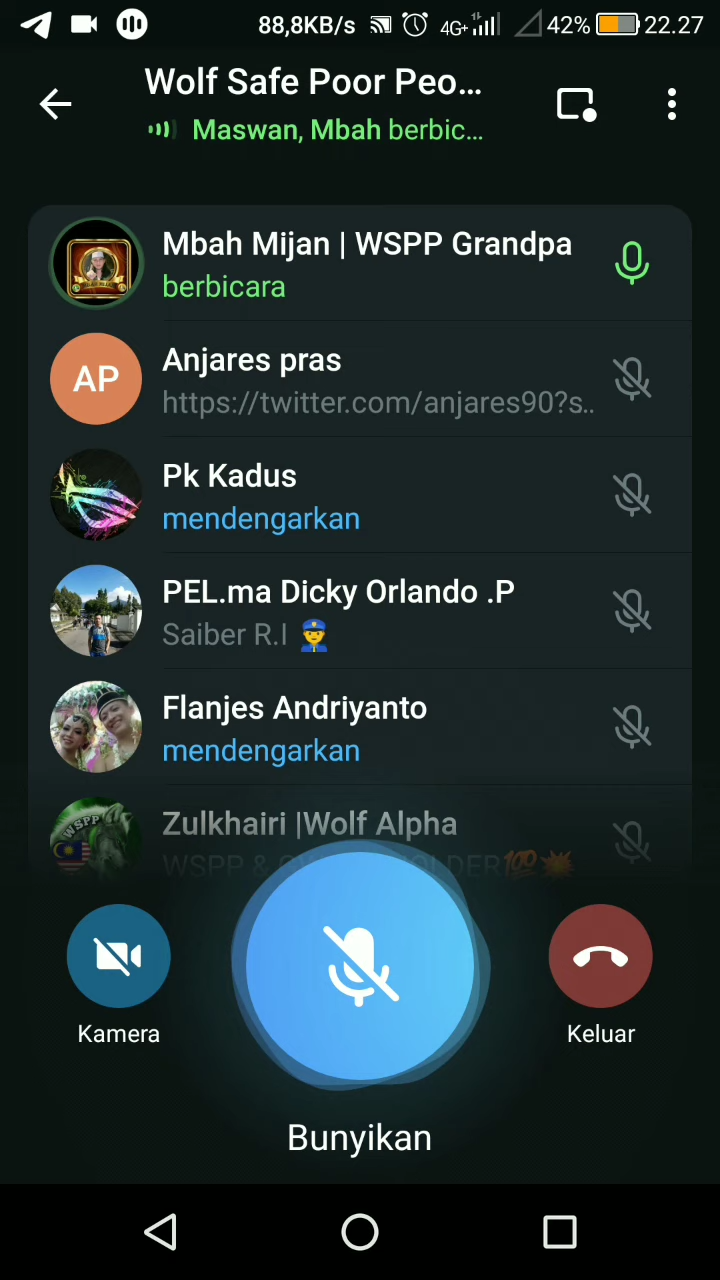 88,8KB/s 4G+ 42% 22.27
Wolf Safe Poor Peo...
Maswan, Mbah berbic...
Mbah Mijan | WSPP Grandpa
berbicara
AP
Anjares pras
https://twitter.com/anjares90?s..
Pk Kadus
mendengarkan
PEL.ma Dicky Orlando .P
Saiber R.I 👮
Flanjes Andriyanto
mendengarkan
WSPP
Zulkhairi |Wolf Alpha
WSPP &
Kamera
Keluar
Bunyikan